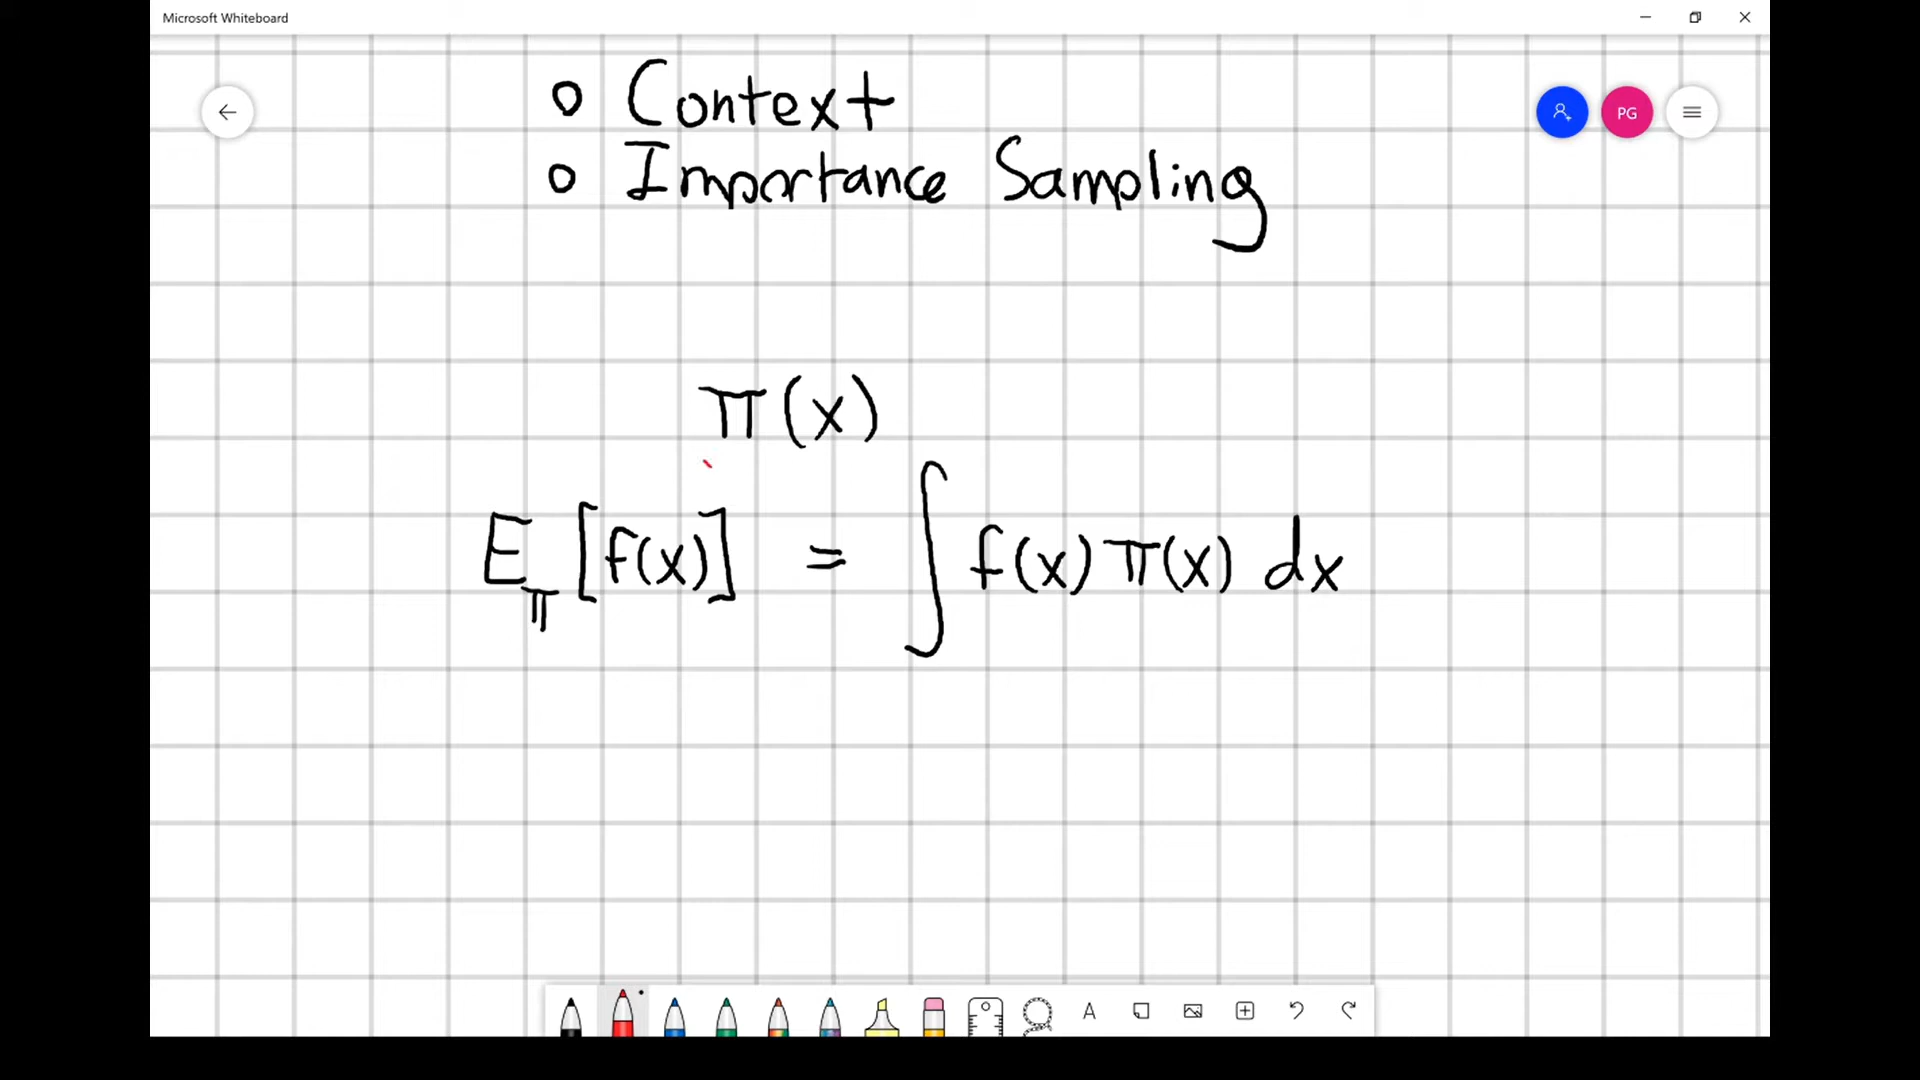 Microsoft Whiteboard
o Context
PG
o Importance Sampling
π(x)
E_π [f(x)] = ∫ f(x) π(x) dx
A